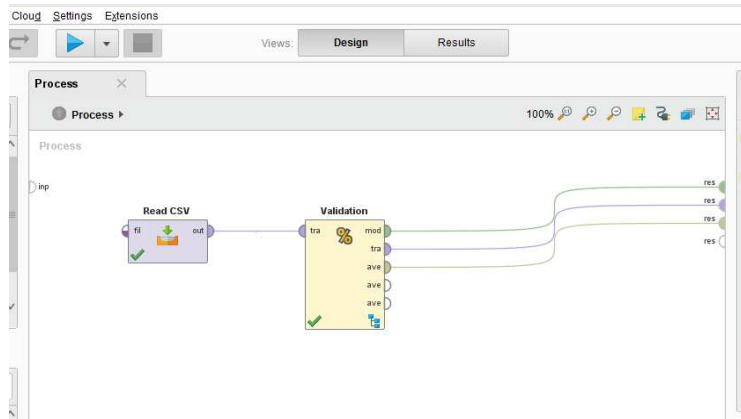 Cloud Settings Extensions
Views: Design Results
Process
Process
100%
Process
inp
res
res
res
res
Read CSV
fil out
Validation
tra mod
tra
ave
ave
ave